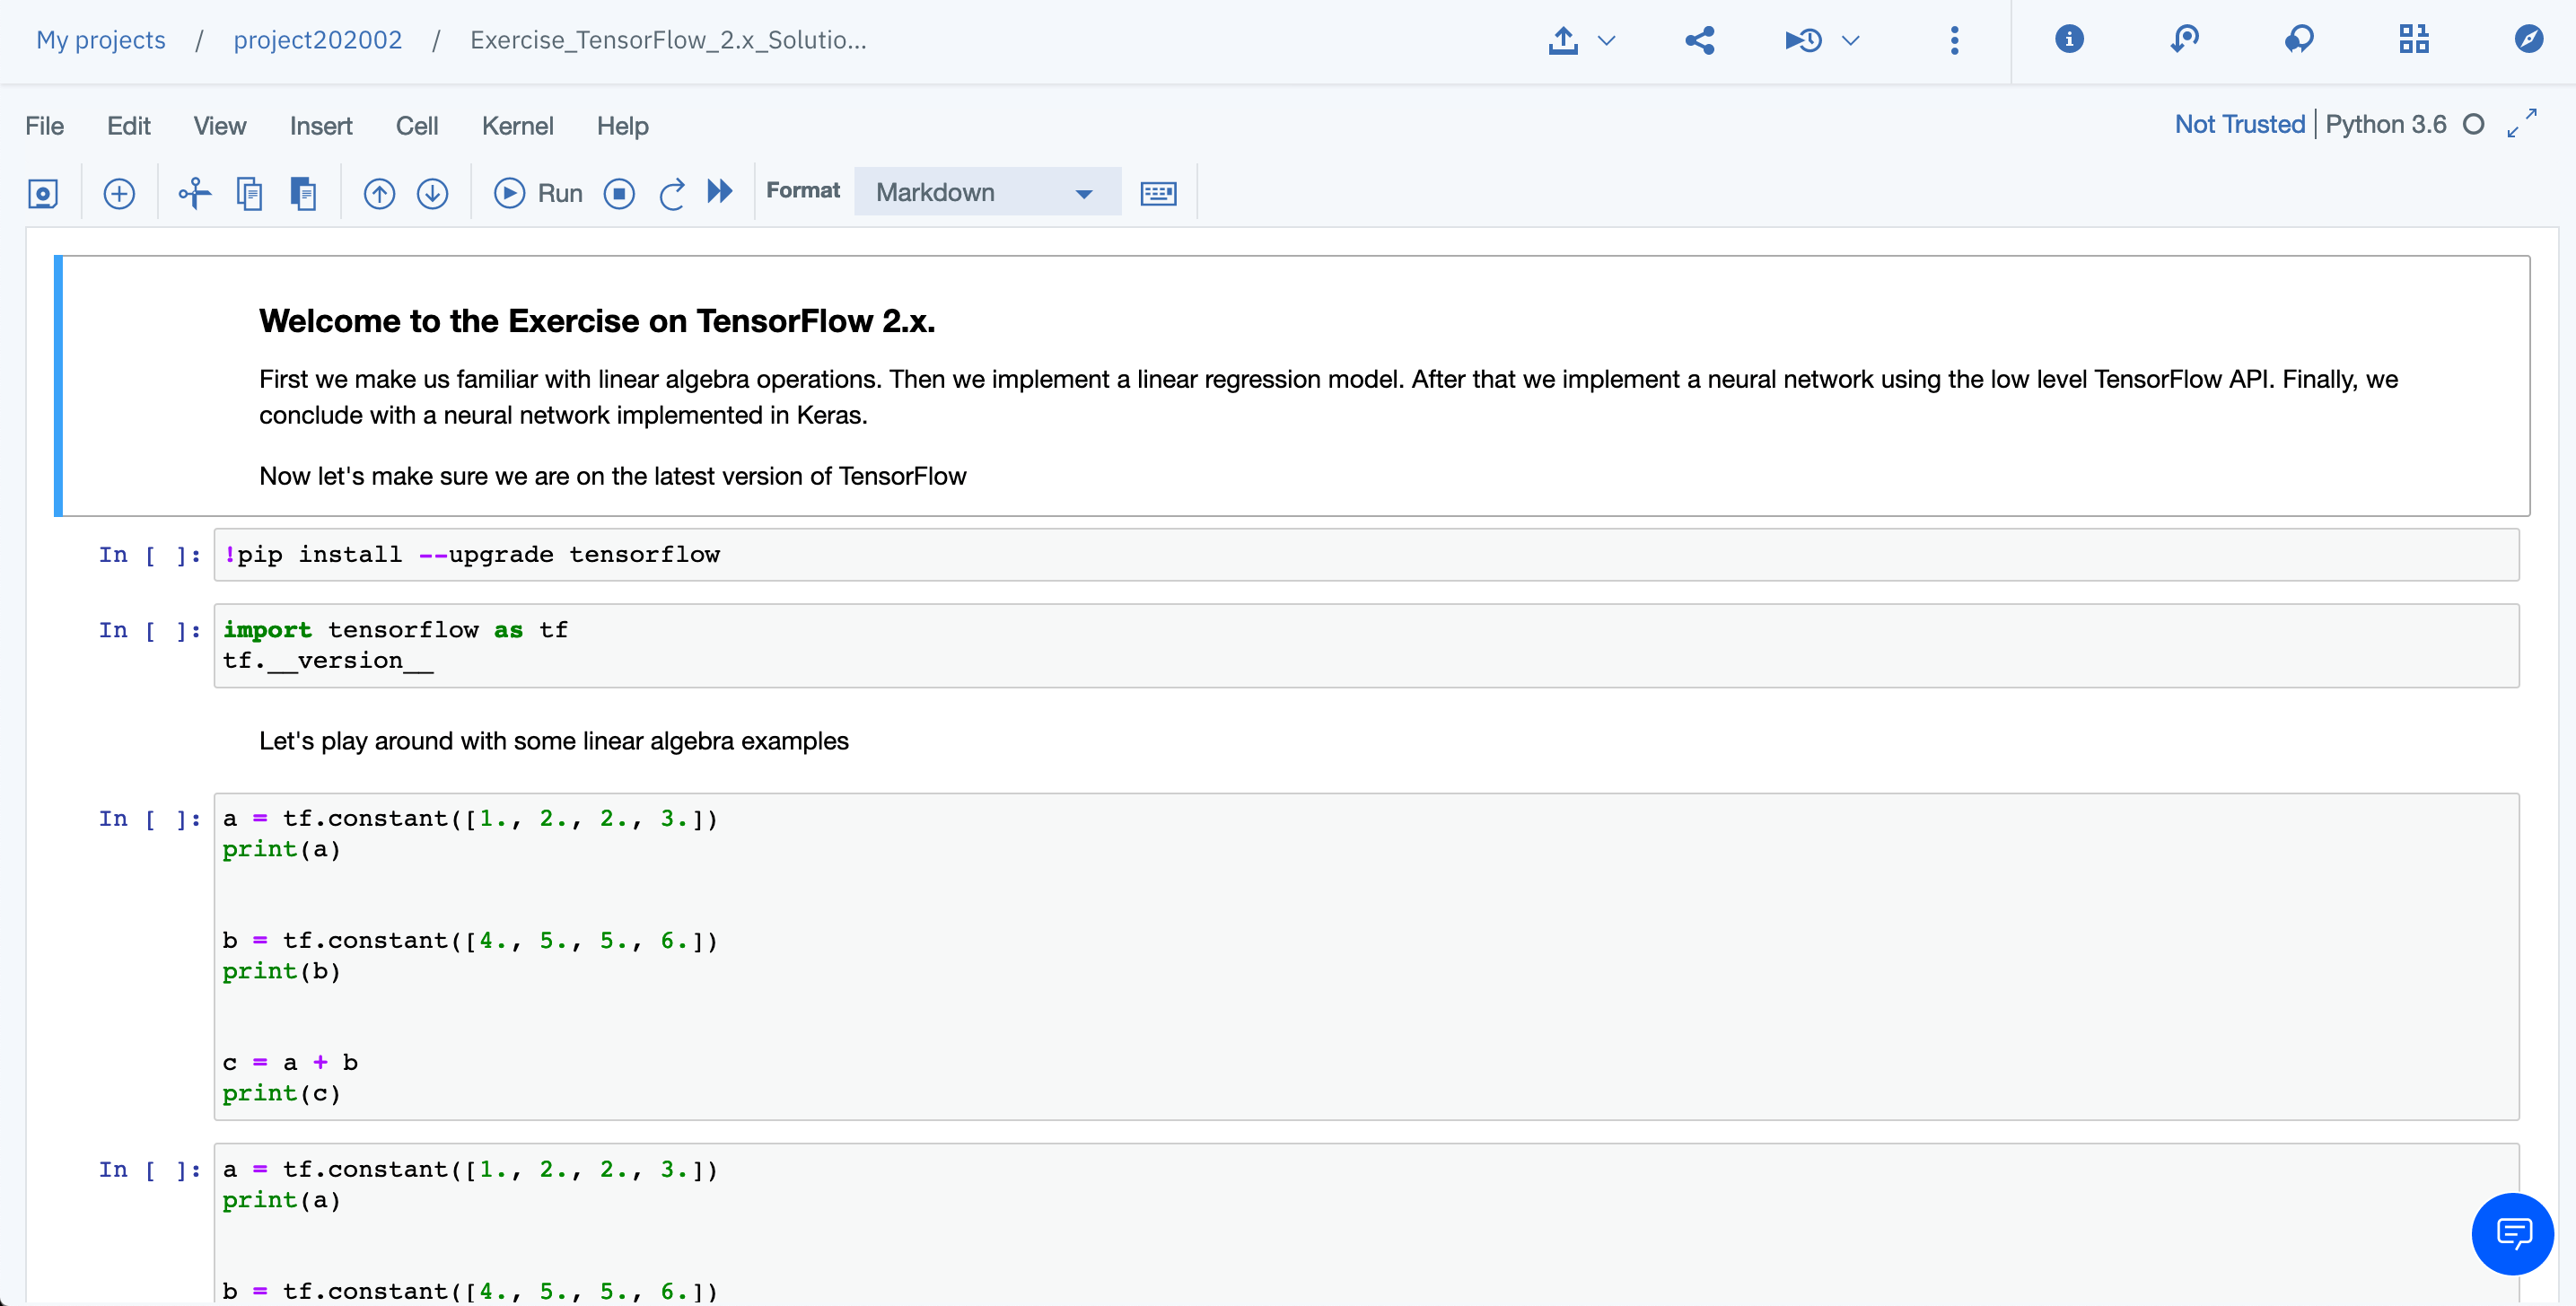 My projects / project202002 / Exercise_TensorFlow_2.x_Solutio...
File Edit View Insert Cell Kernel Help Not Trusted | Python 3.6
Run Format Markdown
Welcome to the Exercise on TensorFlow 2.x.
First we make us familiar with linear algebra operations. Then we implement a linear regression model. After that we implement a neural network using the low level TensorFlow API. Finally, we
conclude with a neural network implemented in Keras.
Now let's make sure we are on the latest version of TensorFlow
In [ ]: !pip install --upgrade tensorflow
In [ ]: import tensorflow as tf
tf.__version__
Let's play around with some linear algebra examples
In [ ]: a = tf.constant([1., 2., 2., 3.])
print(a)
b = tf.constant([4., 5., 5., 6.])
print(b)
c = a + b
print(c)
In [ ]: a = tf.constant([1., 2., 2., 3.])
print(a)
b = tf.constant([4., 5., 5., 6.])